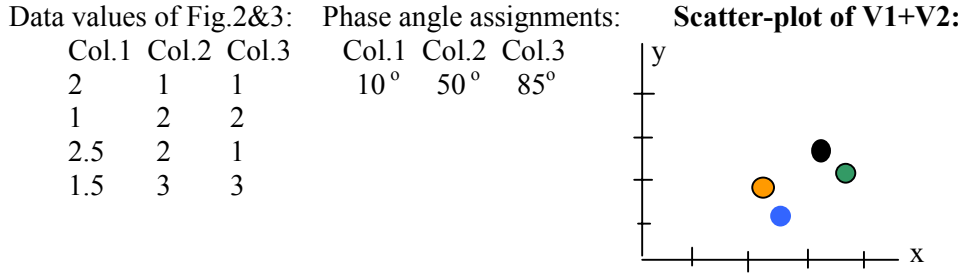 Data values of Fig.2&3: Phase angle assignments: Scatter-plot of V1+V2:
Col.1 Col.2 Col.3 Col.1 Col.2 Col.3
y
2 1 1 10° 50° 85°
1 2 2
2.5 2 1
1.5 3 3
x